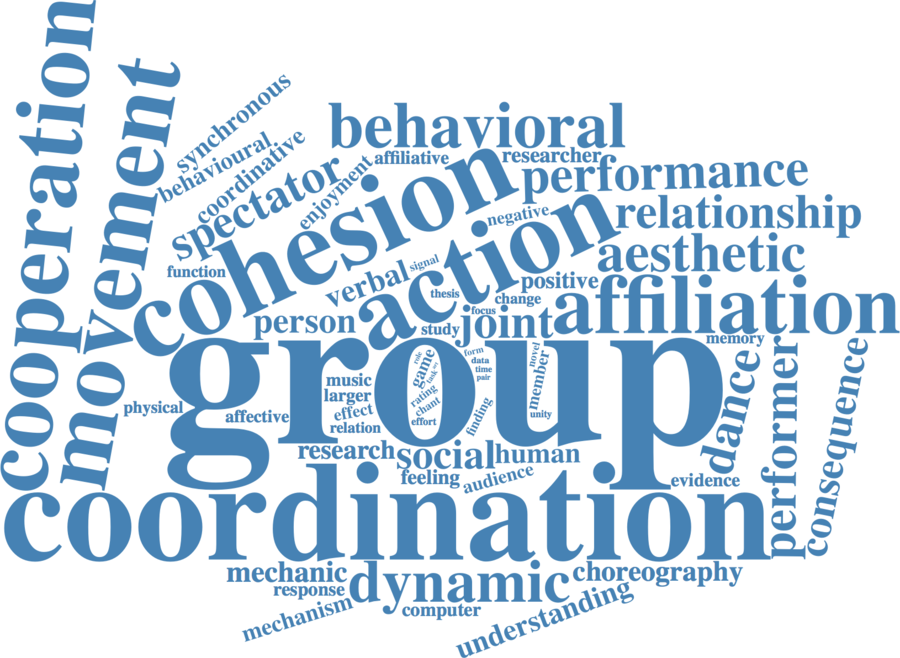 cooperation
movement
synchronous
behavioural
coordinative
spectator
enjoyment
behavioral
affiliative
researcher
cohesion
performance
negative
relationship
action
aesthetic
function
verbal
signal
positive
thesis
change
affiliation
focus
person
study
joint
memory
group
role
game
task
form
data
time
pair
novel
member
music
larger
rating
chant
effort
effect
relation
finding
unity
physical
affective
dance
performer
consequence
research
social
human
feeling
audience
evidence
coordination
mechanic
dynamic
choreography
response
mechanism
computer
understanding